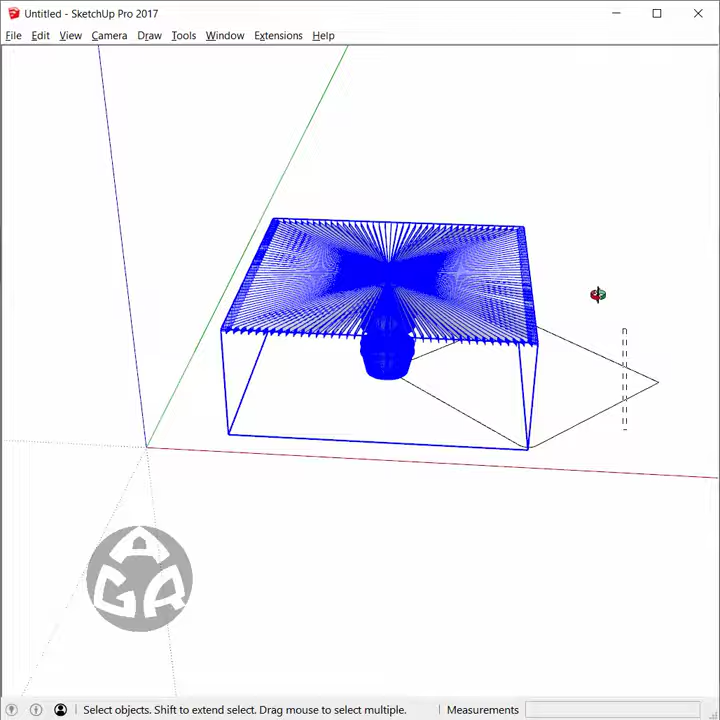 Untitled - SketchUp Pro 2017
File Edit View Camera Draw Tools Window Extensions Help
AGA
Select objects. Shift to extend select. Drag mouse to select multiple. Measurements